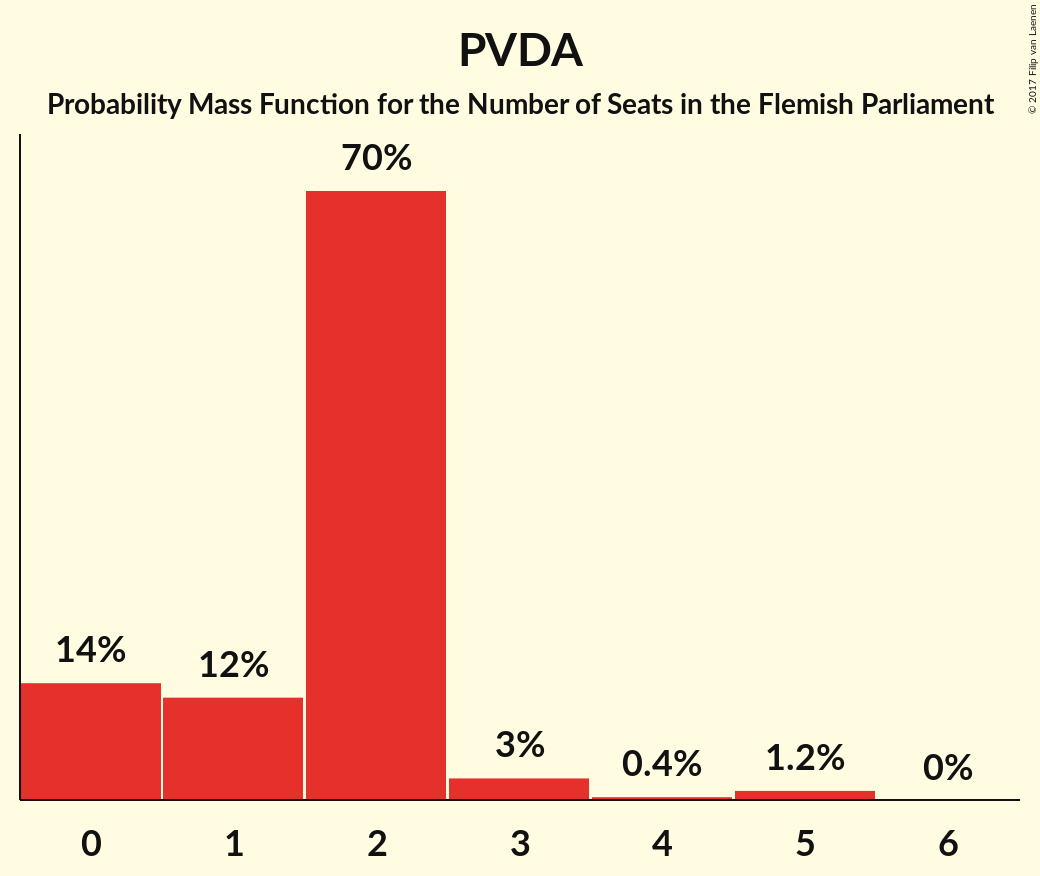 PVDA
Probability Mass Function for the Number of Seats in the Flemish Parliament
© 2017 Filip van Laenen
70%
14%
12%
3%
0.4%
1.2%
0%
0 1 2 3 4 5 6